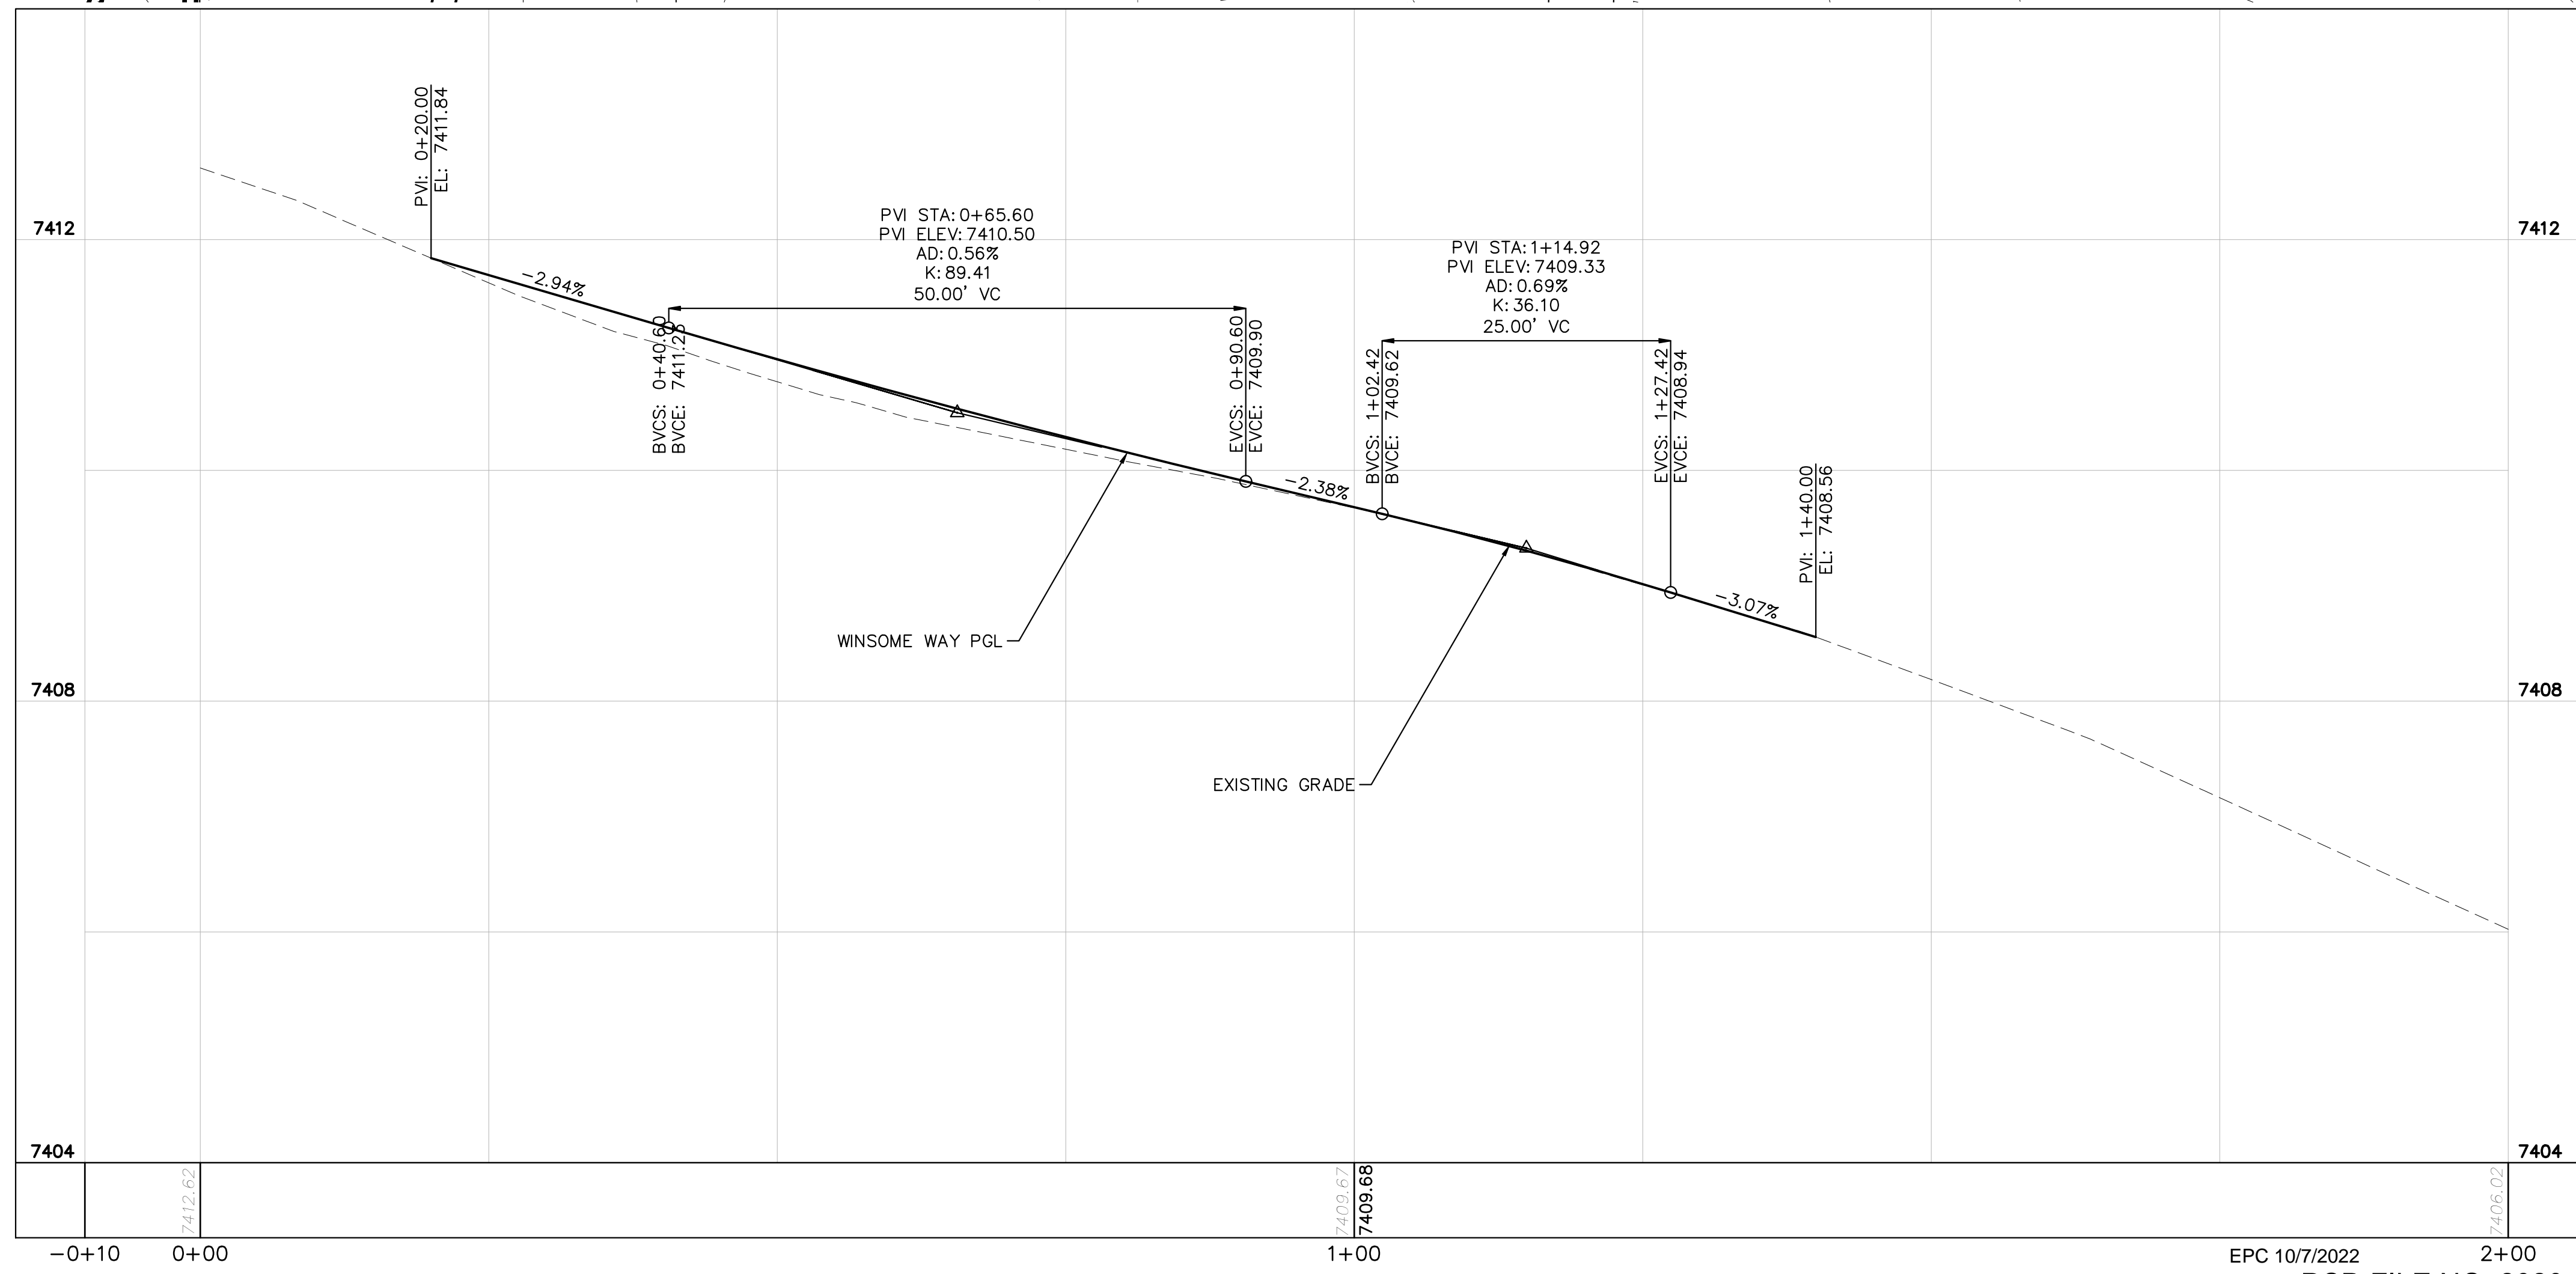 PVI: 0+20.00
EL: 7411.84
7412
7412
-2.94%
PVI STA: 0+65.60
PVI ELEV: 7410.50
AD: 0.56%
K: 89.41
50.00' VC
PVI STA: 1+14.92
PVI ELEV: 7409.33
AD: 0.69%
K: 36.10
25.00' VC
BVCS: 0+40.60
BVCE: 7411.25
EVCS: 0+90.60
EVCE: 7409.90
-2.38%
BVCS: 1+02.42
BVCE: 7409.62
EVCS: 1+27.42
EVCE: 7408.94
-3.07%
PVI: 1+40.00
EL: 7408.56
WINSOME WAY PGL
7408
7408
EXISTING GRADE
7404
7404
7412.62
7409.67
7409.68
7406.02
-0+10
0+00
1+00
EPC 10/7/2022
2+00